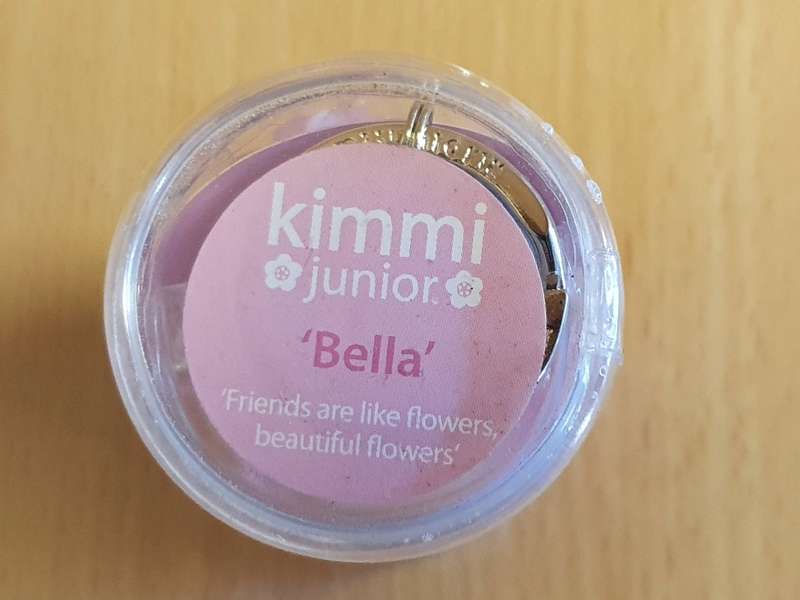 kimmi
junior.
‘Bella’
‘Friends are like flowers,
beautiful flowers’